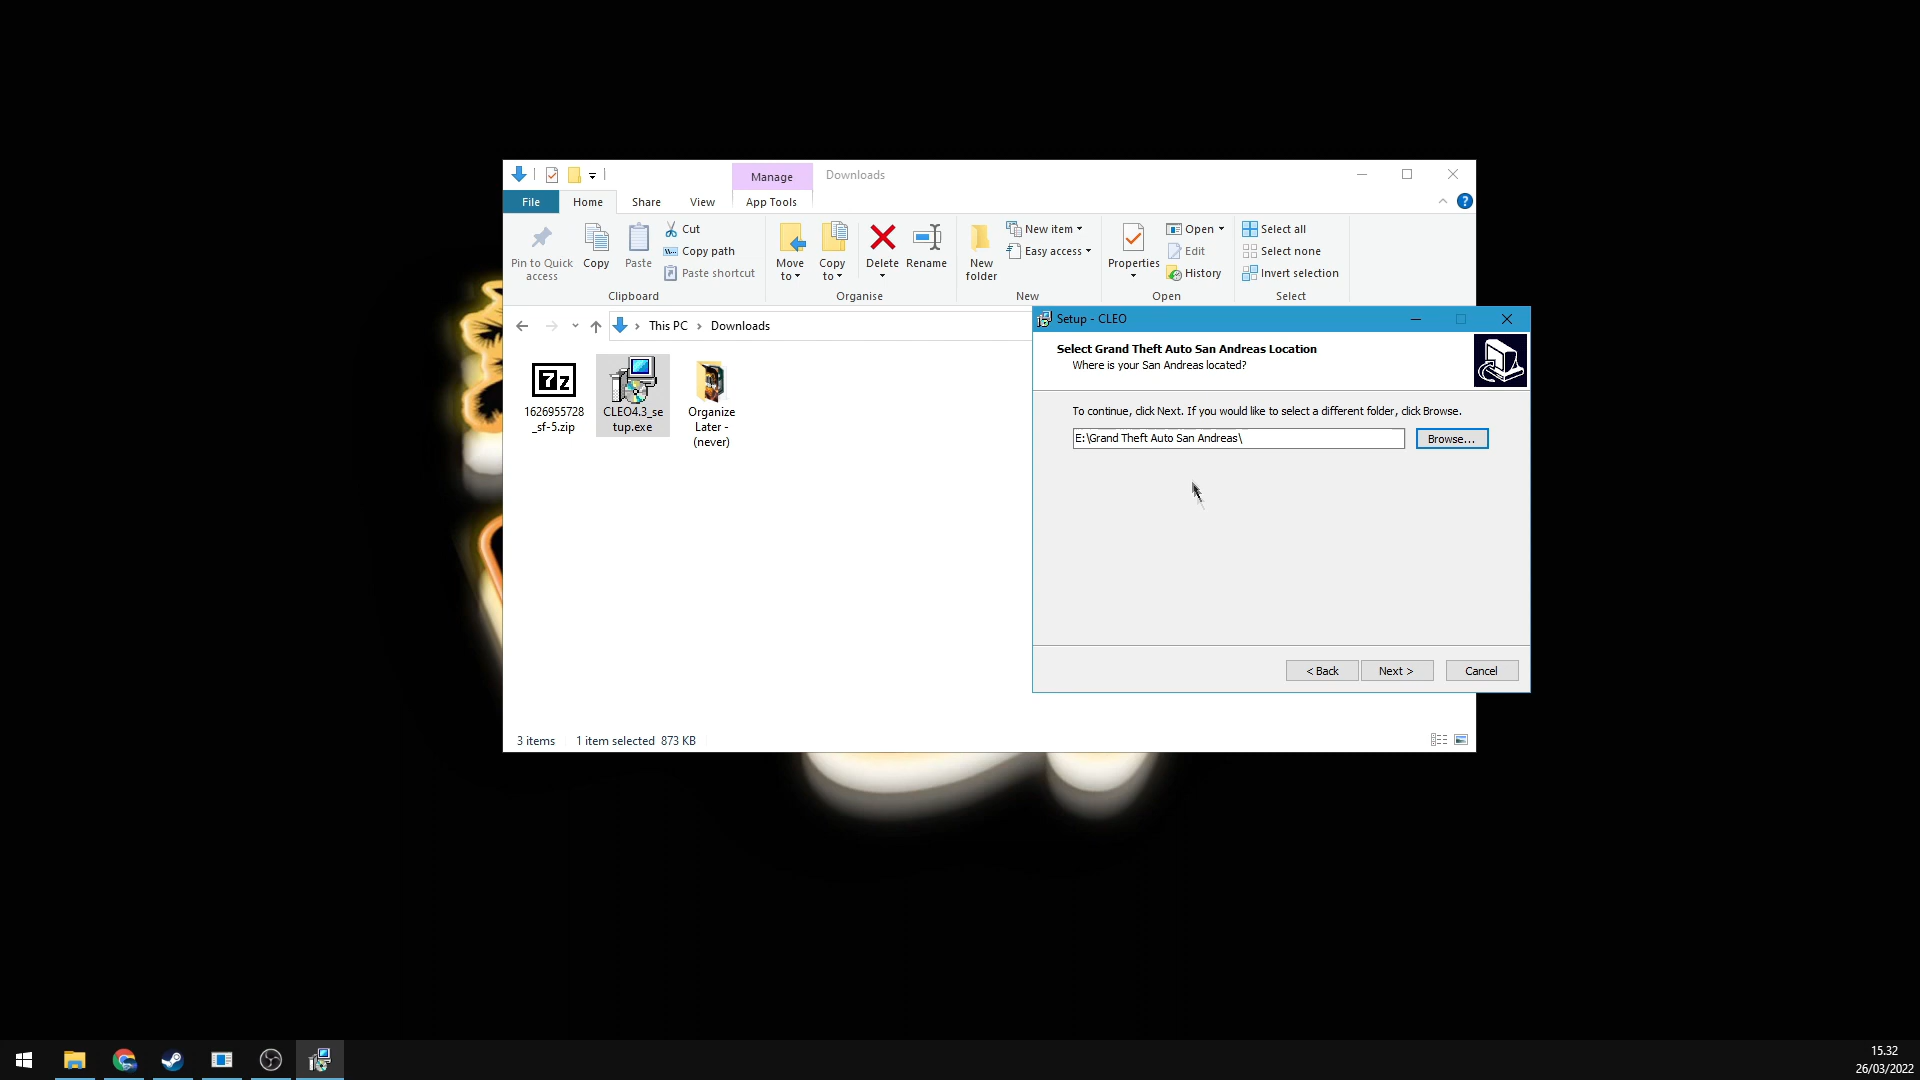 Manage
Downloads
File
Home
Share
View
App Tools
?
Pin to Quick
access
Copy
Paste
Cut
Copy path
Paste shortcut
Clipboard
Move
to
Copy
to
Delete
Rename
Organise
New
folder
New item
Easy access
New
Properties
Open
Edit
History
Open
Select all
Select none
Invert selection
Select
This PC > Downloads
7z
1626955728
_sf-5.zip
CLEO4.3_se
tup.exe
Organize
Later -
(never)
3 items
1 item selected 873 KB
Setup - CLEO
Select Grand Theft Auto San Andreas Location
Where is your San Andreas located?
To continue, click Next. If you would like to select a different folder, click Browse.
E:\Grand Theft Auto San Andreas\
Browse...
< Back
Next >
Cancel
15.32
26/03/2022